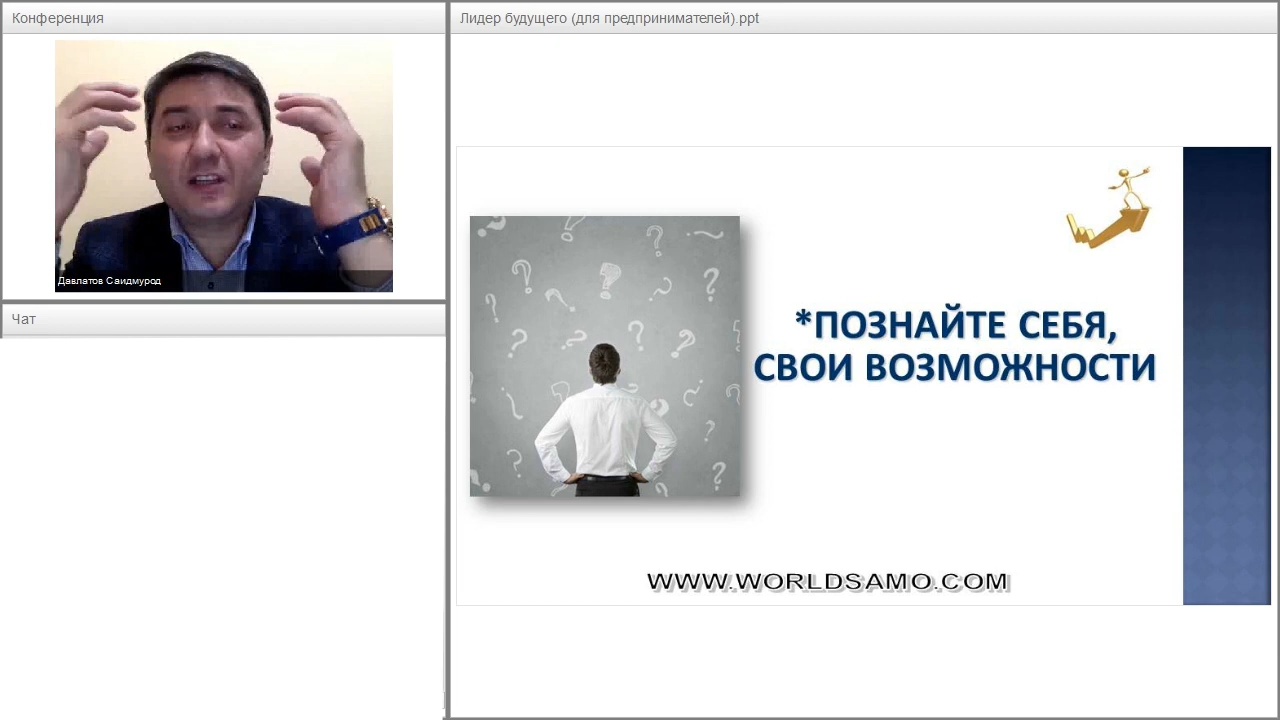 Конференция
Давлатов Саидмурод
Чат
Лидер будущего (для предпринимателей).ppt
*ПОЗНАЙТЕ СЕБЯ,
СВОИ ВОЗМОЖНОСТИ
WWW.WORLDSAMO.COM